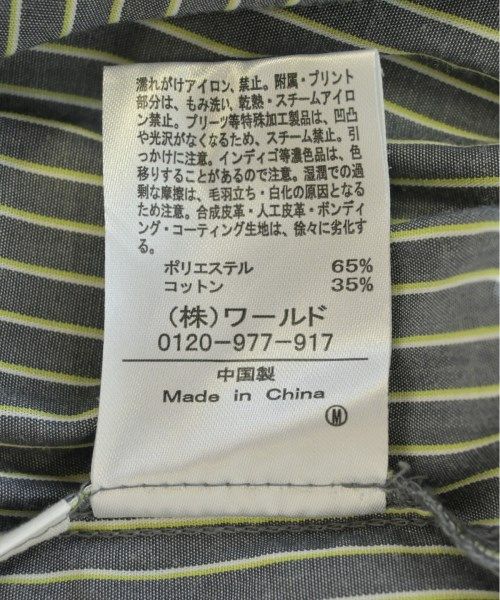 濡れがけアイロン、禁止。附属・プリント
部分は、もみ洗い、乾熱・スチームアイロ
ン禁止。プリーツ等特殊加工製品は、凹凸
や光沢がなくなるため、スチーム禁止。引
っかけに注意。インディゴ等濃色品は、色
移りすることがあるので注意。湿潤での過
剰な摩擦は、毛羽立ち・白化の原因となる
ため注意。合成皮革・人工皮革・ボンディ
ング・コーティング生地は、徐々に劣化す
る。
ポリエステル 65%
コットン 35%
(株)ワールド
0120-977-917
中国製
Made in China
Ⓜ